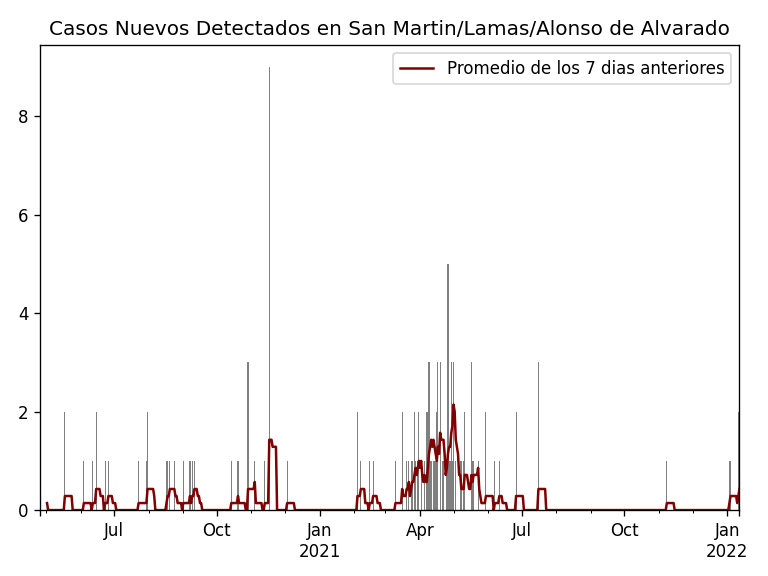 Casos Nuevos Detectados en San Martin/Lamas/Alonso de Alvarado
Promedio de los 7 dias anteriores
8
6
4
2
0
Jul
Oct
Jan
2021
Apr
Jul
Oct
Jan
2022